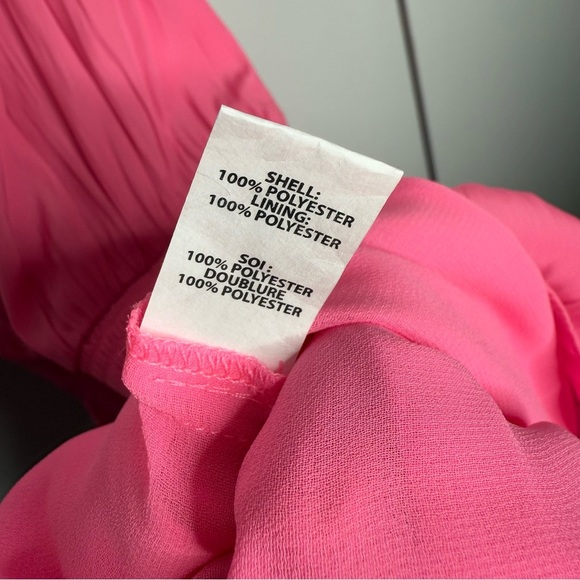 SHELL:
100% POLYESTER
LINING:
100% POLYESTER
SOI:
100% POLYESTER
DOUBLURE
100% POLYESTER